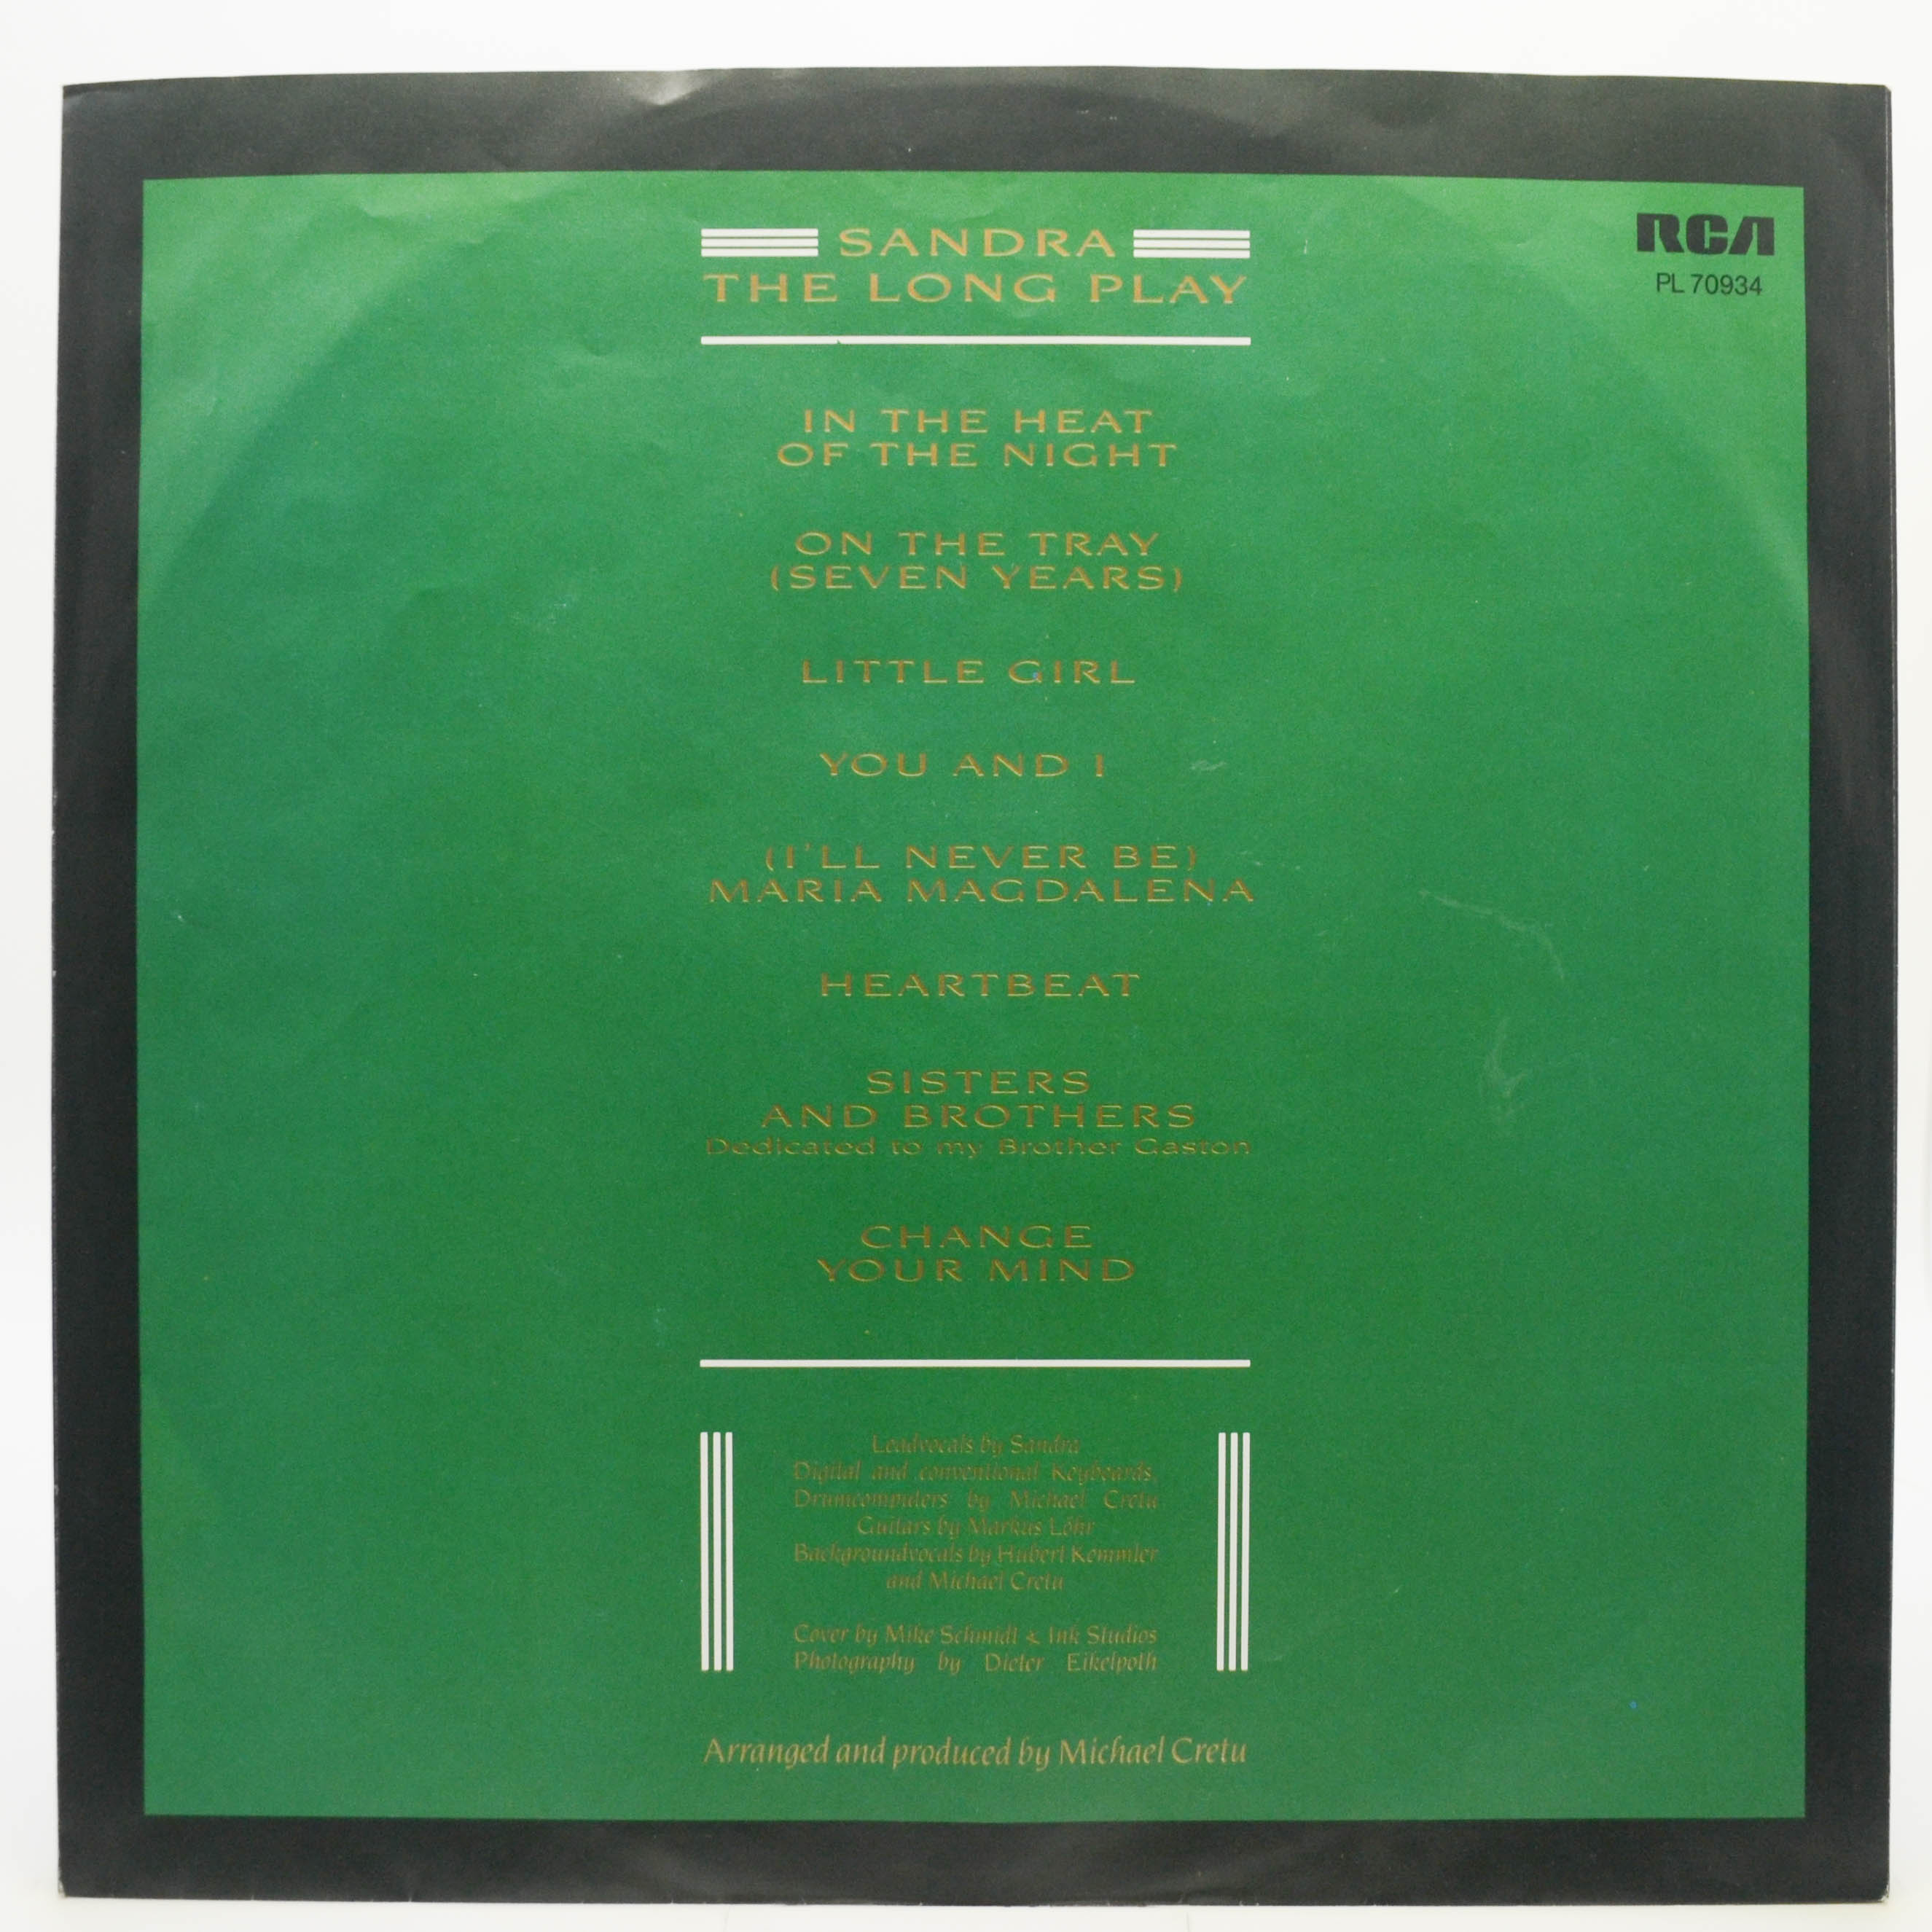 SANDRA
THE LONG PLAY
RCA
PL 70934
IN THE HEAT
OF THE NIGHT
ON THE TRAY
(SEVEN YEARS)
LITTLE GIRL
YOU AND I
(I'LL NEVER BE)
MARIA MAGDALENA
HEARTBEAT
SISTERS
AND BROTHERS
Dedicated to my Brother Gaston
CHANGE
YOUR MIND
Leadvocals by Sandra
Digital and conventional Keyboards,
Drumcomputers by Michael Cretu
Guitars by Markus Löhr
Backgroundvocals by Hubert Kemmler
and Michael Cretu
Cover by Mike Schmidt & Ink Studios
Photography by Dieter Eikelpoth
Arranged and produced by Michael Cretu